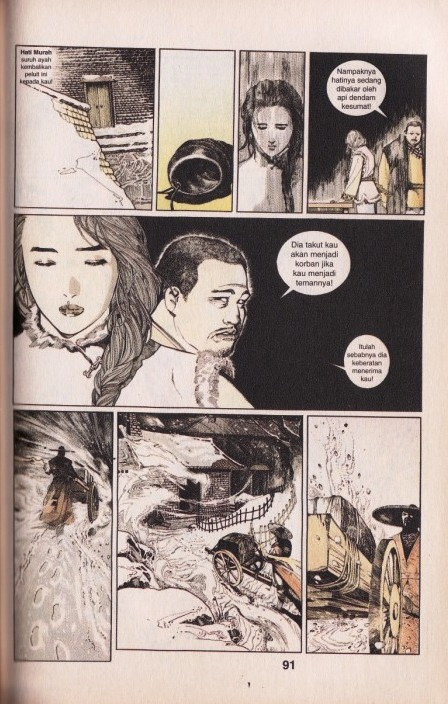 Hati Murah
suruh ayah
kembalikan
peluit ini
kepada kau!
Nampaknya
hatinya sedang
dibakar oleh
api dendam
kesumat!
Dia takut kau
akan menjadi
korban jika
kau menjadi
temannya!
Itulah
sebabnya dia
keberatan
menerima
kau!
91